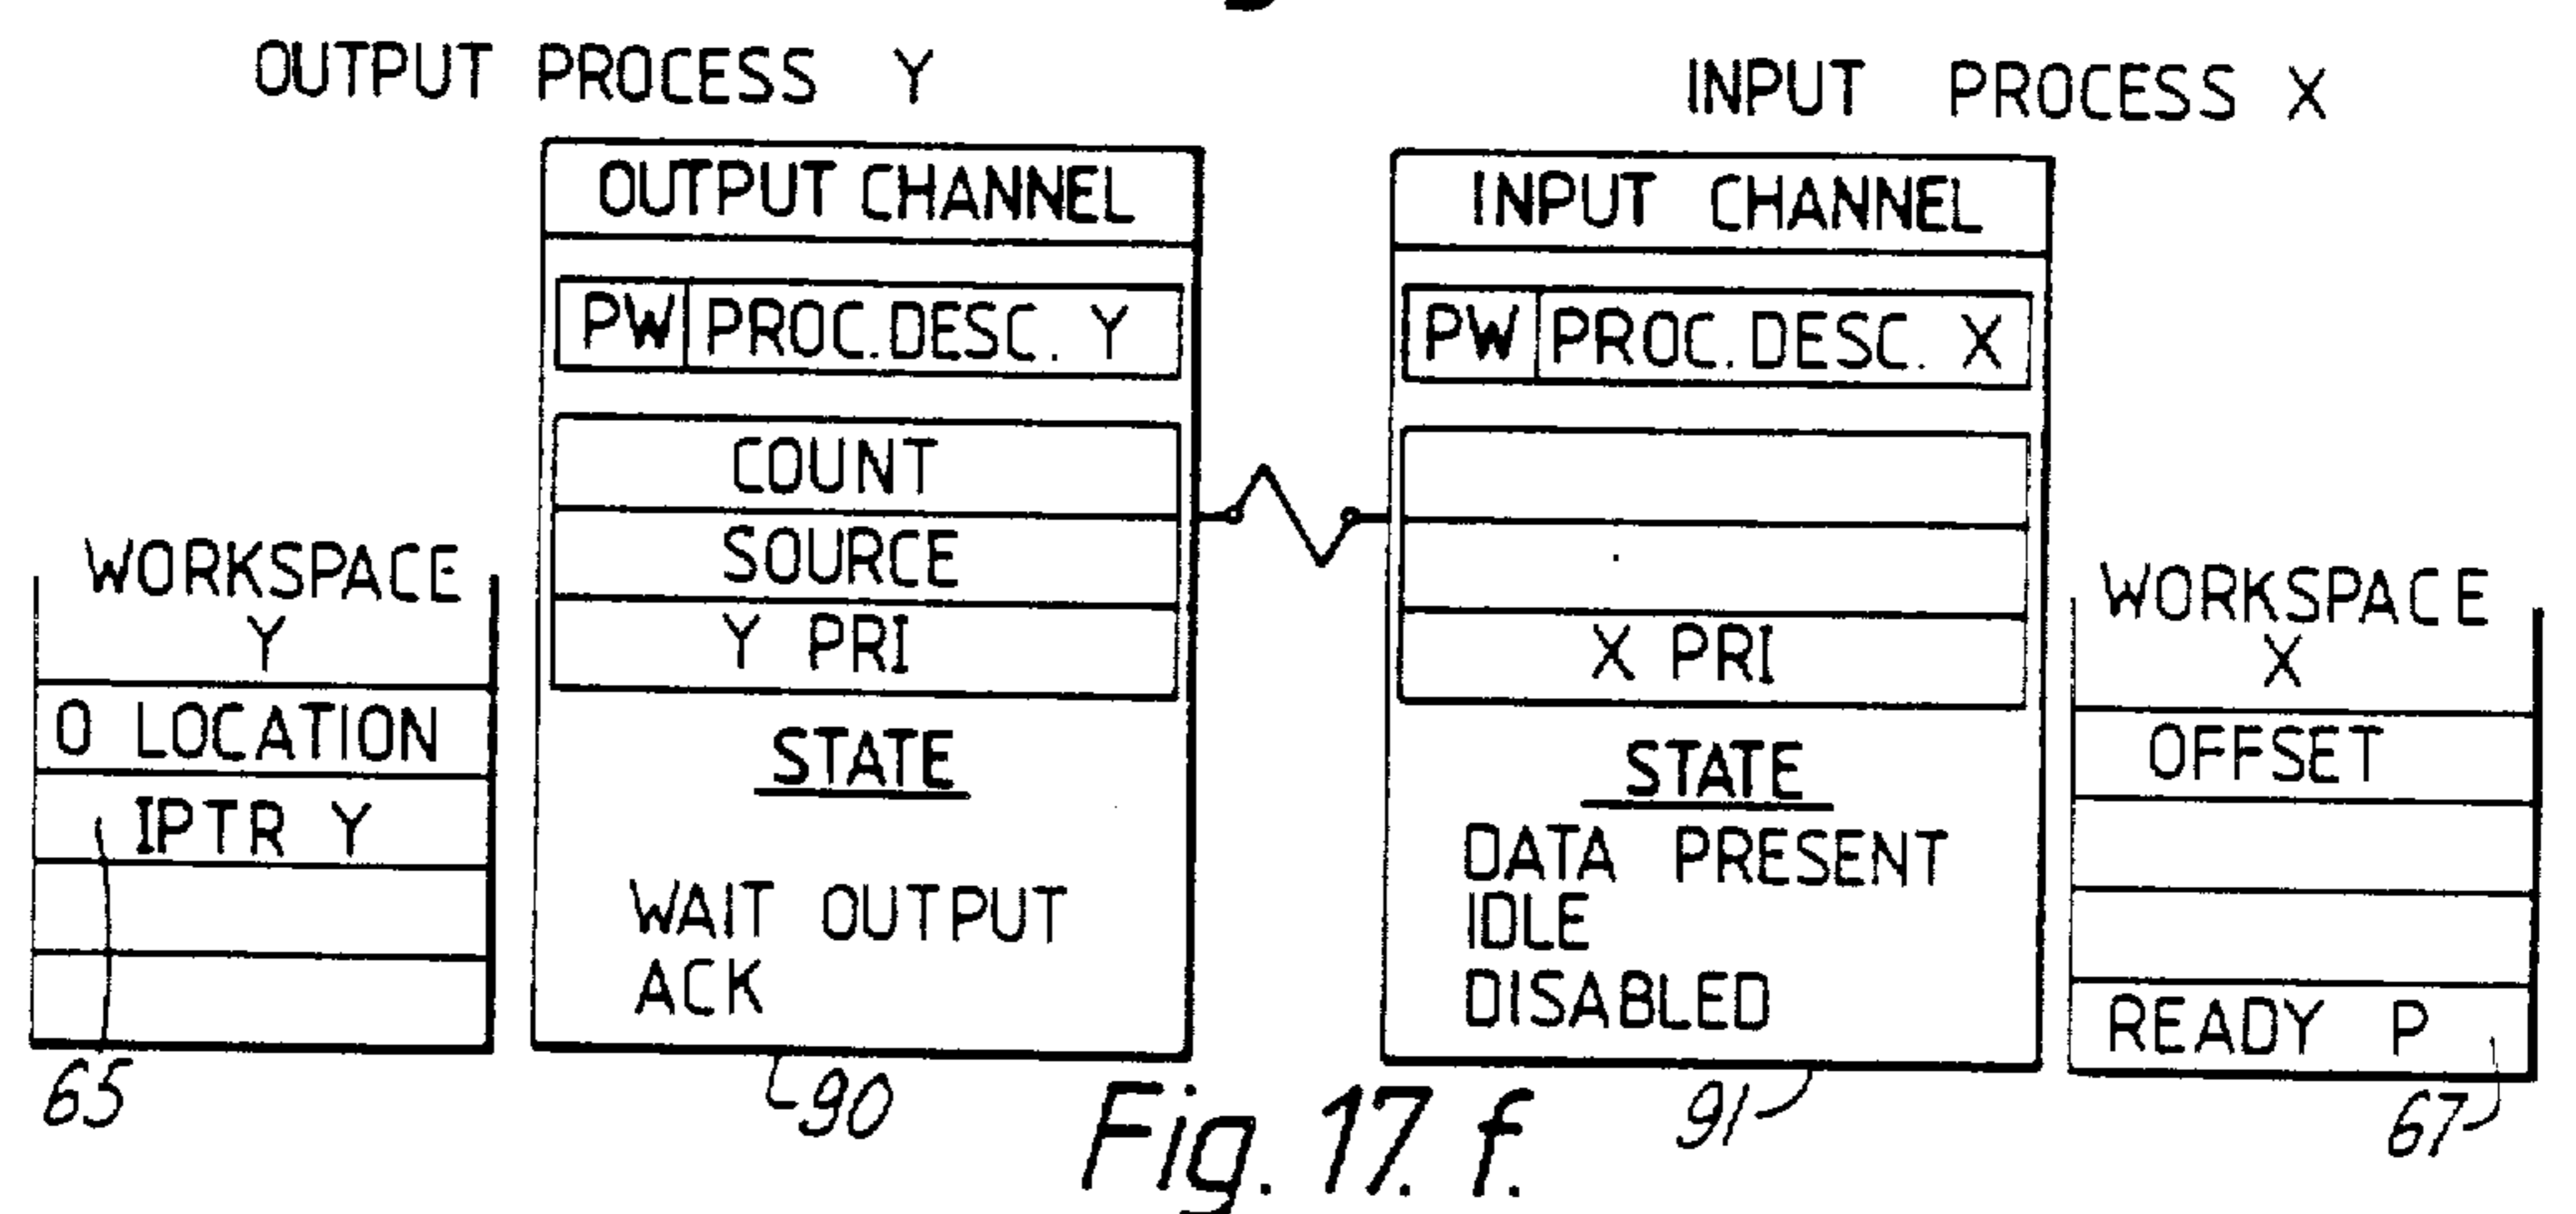 OUTPUT PROCESS Y
INPUT PROCESS X
OUTPUT CHANNEL
PW PROC.DESC. Y
COUNT
SOURCE
Y PRI
STATE
WAIT OUTPUT
ACK
90
WORKSPACE
Y
0 LOCATION
IPTR Y
65
INPUT CHANNEL
PW PROC.DESC. X
X PRI
STATE
DATA PRESENT
IDLE
DISABLED
91
WORKSPACE
X
OFFSET
READY P
67
Fig. 17. f.